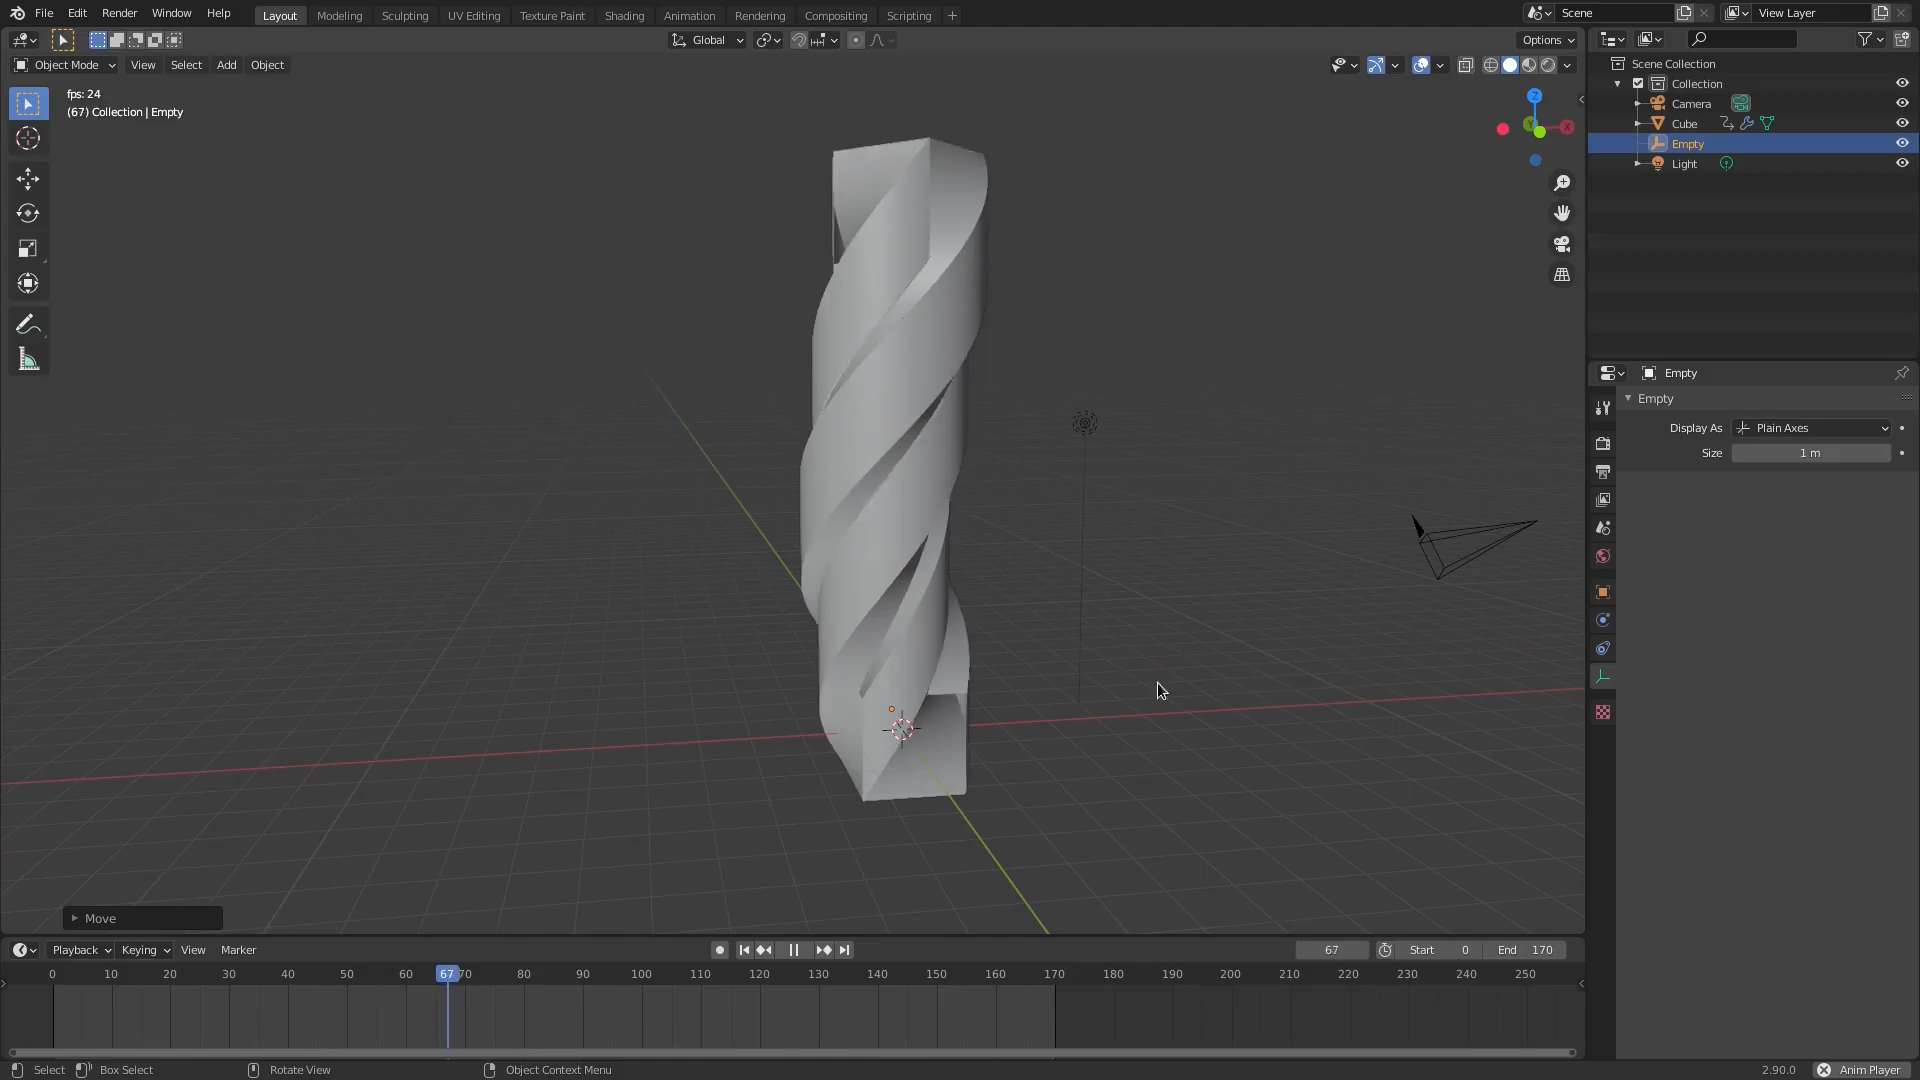 File Edit Render Window Help Layout Modeling Sculpting UV Editing Texture Paint Shading Animation Rendering Compositing Scripting + Scene View Layer
Global Options
Object Mode View Select Add Object
fps: 24
(67) Collection | Empty
Z
Y
X
Scene Collection
Collection
Camera
Cube
Empty
Light
Empty
Empty
Display As Plain Axes
Size 1 m
Move
Playback Keying View Marker 67 Start 0 End 170
0 10 20 30 40 50 60 67 70 80 90 100 110 120 130 140 150 160 170 180 190 200 210 220 230 240 250
Select Box Select Rotate View Object Context Menu 2.90.0 Anim Player